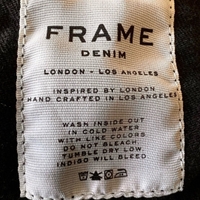 FRAME
DENIM
LONDON - LOS ANGELES
INSPIRED BY LONDON
HAND CRAFTED IN LOS ANGELES
WASH INSIDE OUT
IN COLD WATER
WITH LIKE COLORS
DO NOT BLEACH.
TUMBLE DRY LOW.
INDIGO WILL BLEED